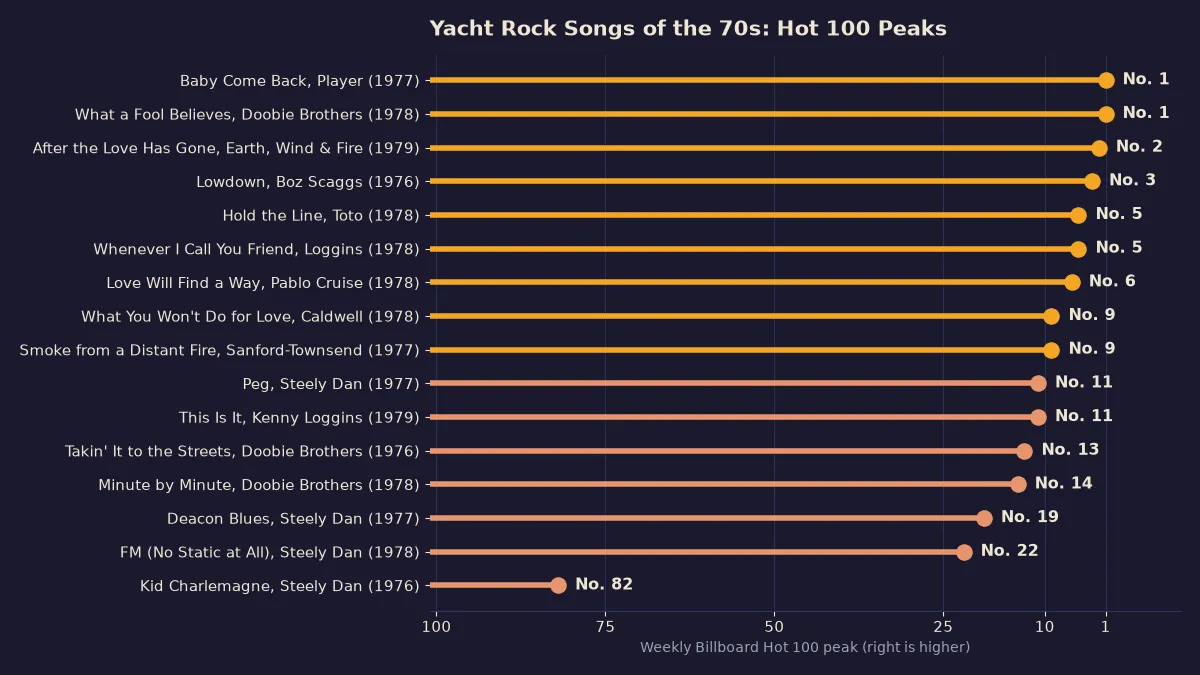 Yacht Rock Songs of the 70s: Hot 100 Peaks
Baby Come Back, Player (1977) No. 1
What a Fool Believes, Doobie Brothers (1978) No. 1
After the Love Has Gone, Earth, Wind & Fire (1979) No. 2
Lowdown, Boz Scaggs (1976) No. 3
Hold the Line, Toto (1978) No. 5
Whenever I Call You Friend, Loggins (1978) No. 5
Love Will Find a Way, Pablo Cruise (1978) No. 6
What You Won't Do for Love, Caldwell (1978) No. 9
Smoke from a Distant Fire, Sanford-Townsend (1977) No. 9
Peg, Steely Dan (1977) No. 11
This Is It, Kenny Loggins (1979) No. 11
Takin' It to the Streets, Doobie Brothers (1976) No. 13
Minute by Minute, Doobie Brothers (1978) No. 14
Deacon Blues, Steely Dan (1977) No. 19
FM (No Static at All), Steely Dan (1978) No. 22
Kid Charlemagne, Steely Dan (1976) No. 82
100 75 50 25 10 1
Weekly Billboard Hot 100 peak (right is higher)